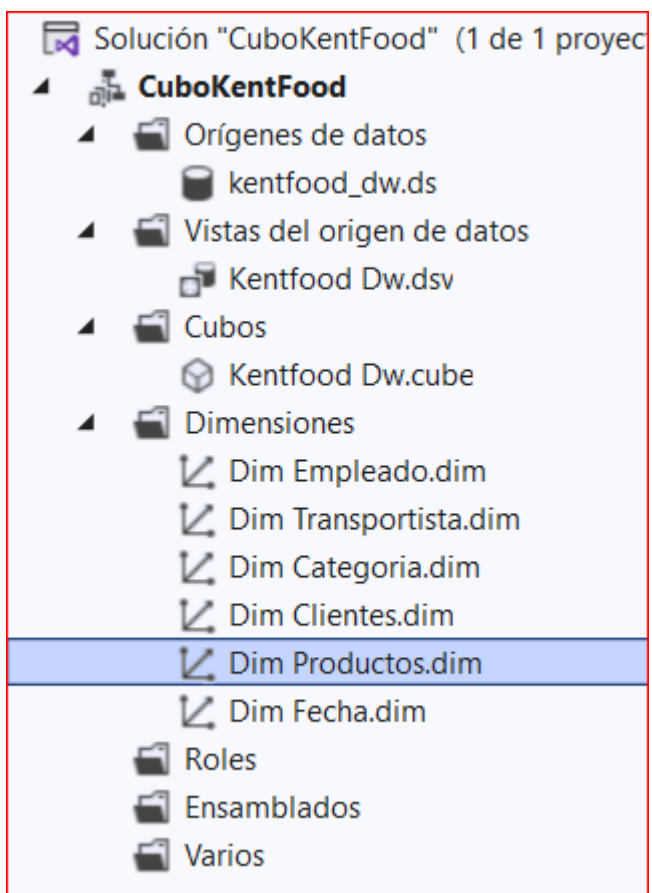 Solución "CuboKentFood" (1 de 1 proyec
CuboKentFood
Orígenes de datos
kentfood_dw.ds
Vistas del origen de datos
Kentfood Dw.dsv
Cubos
Kentfood Dw.cube
Dimensiones
Dim Empleado.dim
Dim Transportista.dim
Dim Categoria.dim
Dim Clientes.dim
Dim Productos.dim
Dim Fecha.dim
Roles
Ensamblados
Varios